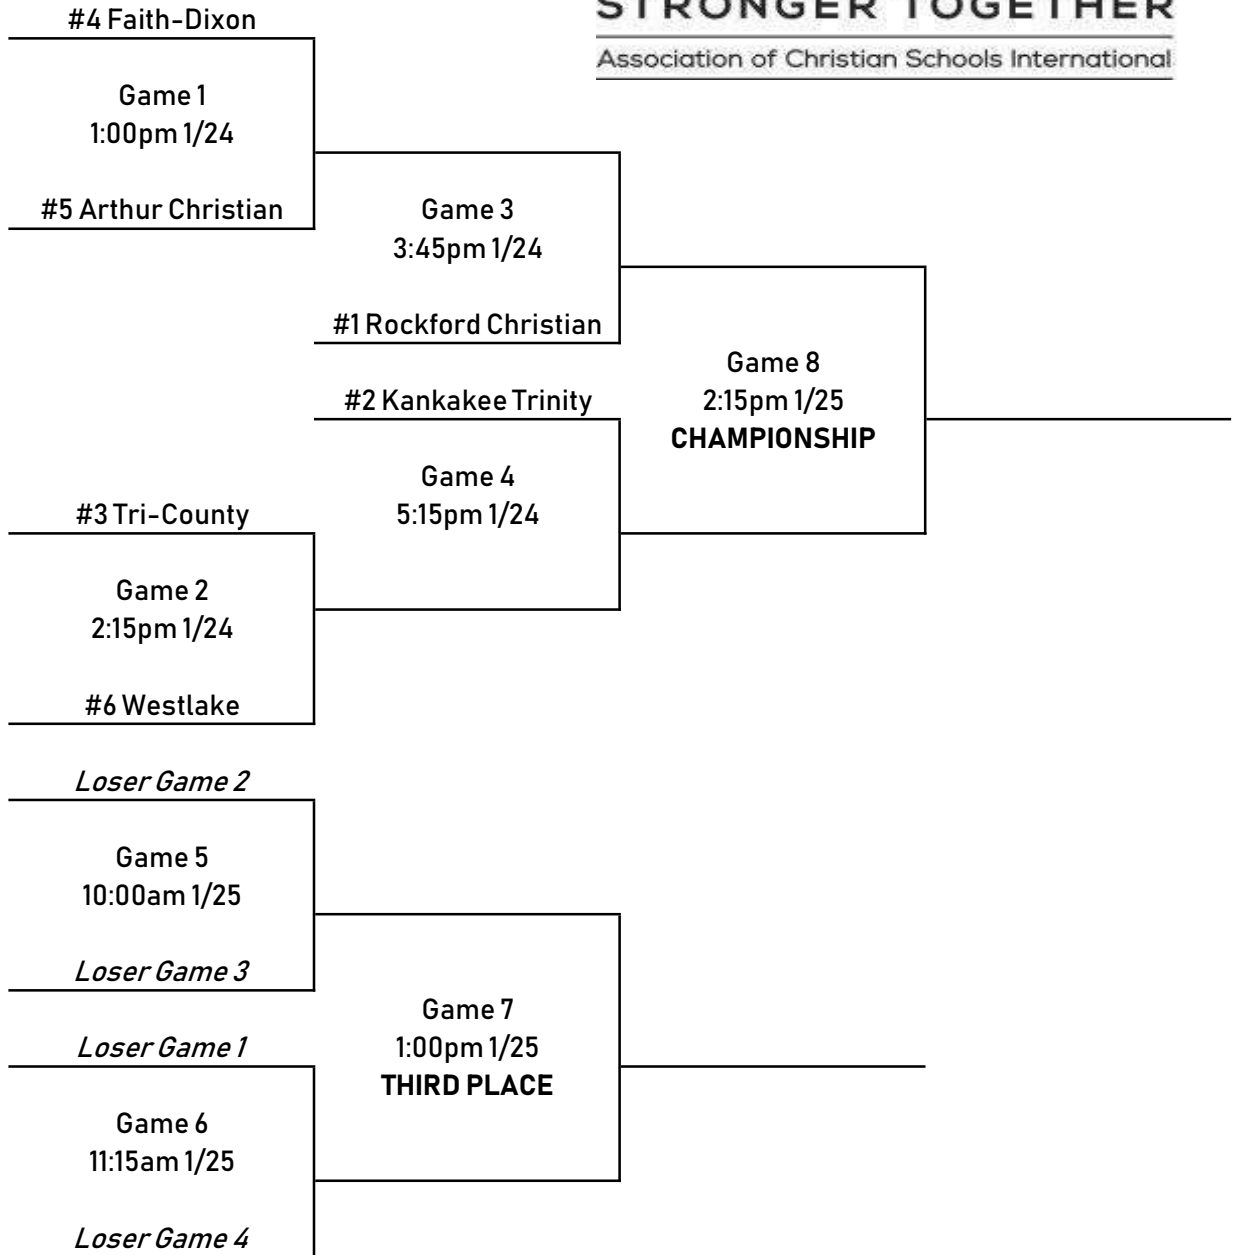 STRONGER TOGETHER
Association of Christian Schools International
#4 Faith-Dixon
Game 1
1:00pm 1/24
#5 Arthur Christian
Game 3
3:45pm 1/24
#1 Rockford Christian
Game 8
2:15pm 1/25
CHAMPIONSHIP
#2 Kankakee Trinity
Game 4
5:15pm 1/24
#3 Tri-County
Game 2
2:15pm 1/24
#6 Westlake
Loser Game 2
Game 5
10:00am 1/25
Loser Game 3
Game 7
1:00pm 1/25
THIRD PLACE
Loser Game 1
Game 6
11:15am 1/25
Loser Game 4